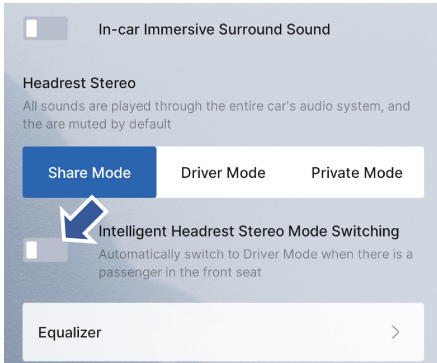 In-car Immersive Surround Sound
Headrest Stereo
All sounds are played through the entire car's audio system, and
the are muted by default
Share Mode
Driver Mode
Private Mode
Intelligent Headrest Stereo Mode Switching
Automatically switch to Driver Mode when there is a
passenger in the front seat
Equalizer